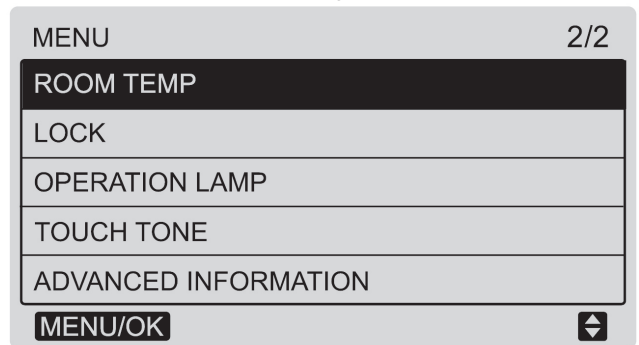 MENU 2/2
ROOM TEMP
LOCK
OPERATION LAMP
TOUCH TONE
ADVANCED INFORMATION
MENU/OK